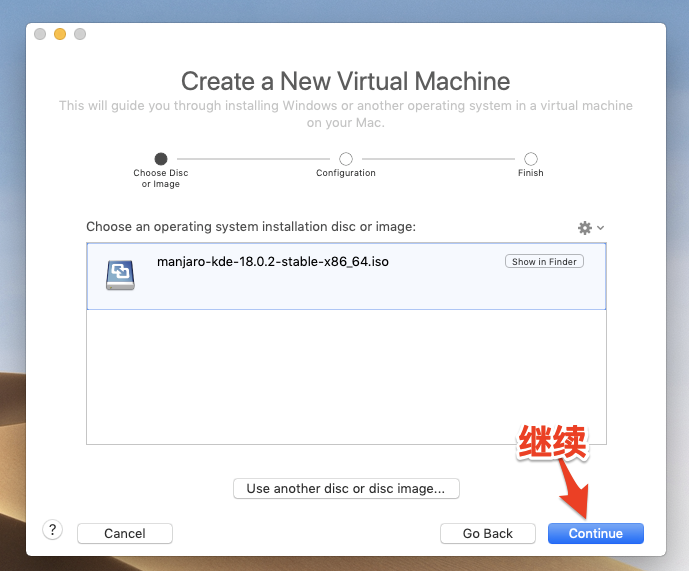 Create a New Virtual Machine
This will guide you through installing Windows or another operating system in a virtual machine
on your Mac.
Choose Disc
or Image
Configuration
Finish
Choose an operating system installation disc or image:
manjaro-kde-18.0.2-stable-x86_64.iso
Show in Finder
继续
Use another disc or disc image...
?
Cancel
Go Back
Continue